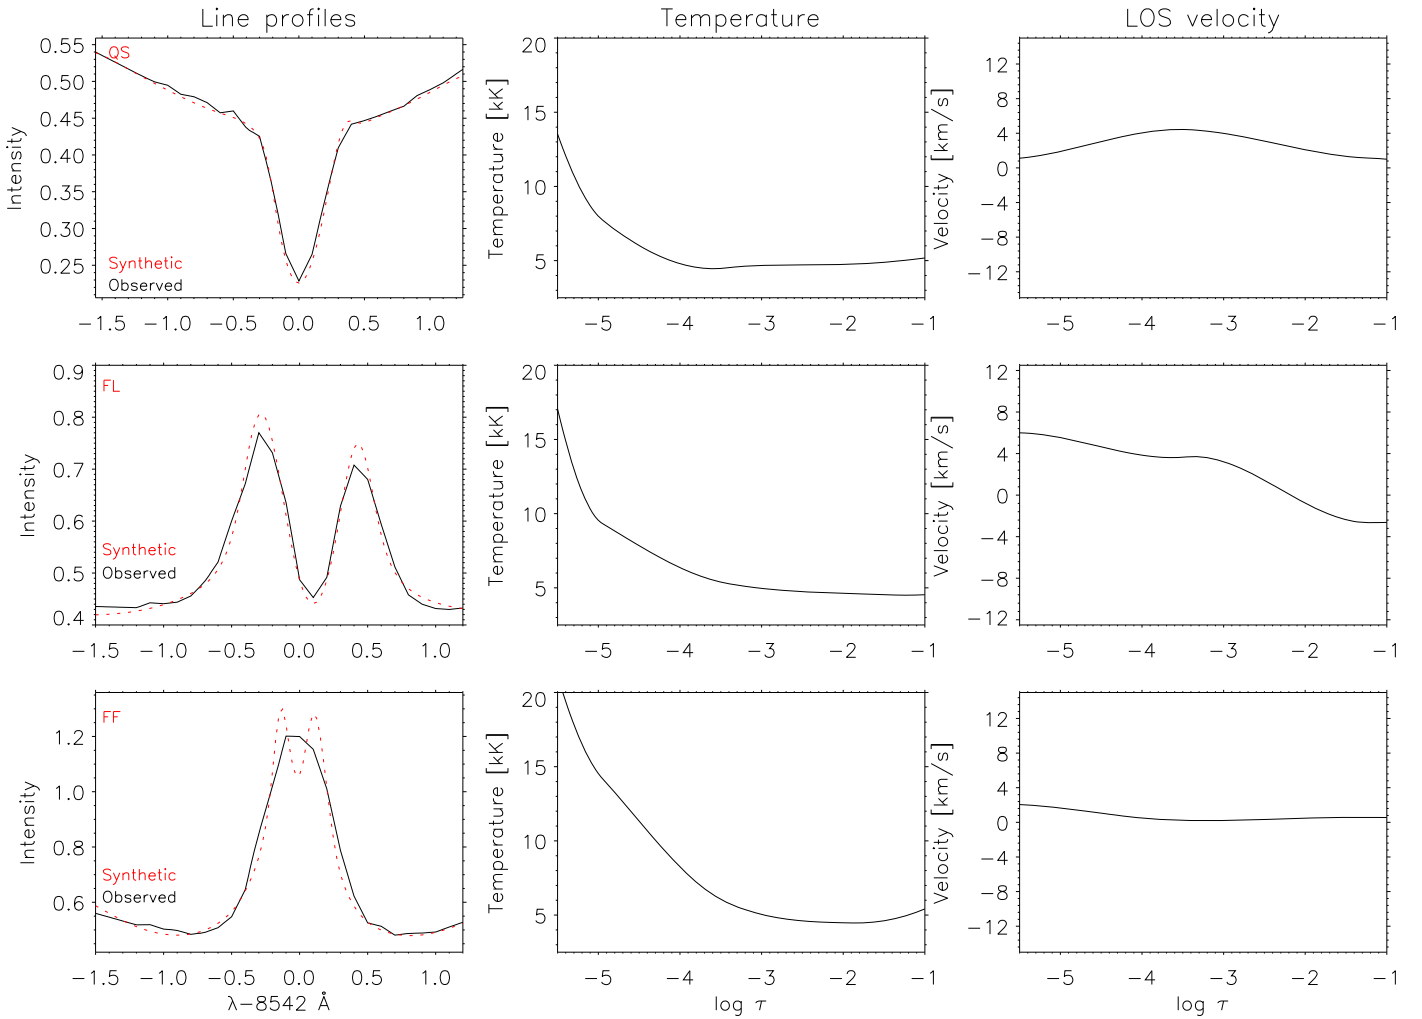 Line profiles
Temperature
LOS velocity
0.55
0.50
0.45
0.40
0.35
0.30
0.25
Intensity
QS
Synthetic
Observed
−1.5 −1.0 −0.5 0.0 0.5 1.0
20
15
10
5
Temperature [kK]
−5 −4 −3 −2 −1
12
8
4
0
−4
−8
−12
Velocity [km/s]
−5 −4 −3 −2 −1
0.9
0.8
0.7
0.6
0.5
0.4
Intensity
FL
Synthetic
Observed
−1.5 −1.0 −0.5 0.0 0.5 1.0
20
15
10
5
Temperature [kK]
−5 −4 −3 −2 −1
12
8
4
0
−4
−8
−12
Velocity [km/s]
−5 −4 −3 −2 −1
1.2
1.0
0.8
0.6
Intensity
FF
Synthetic
Observed
−1.5 −1.0 −0.5 0.0 0.5 1.0
λ−8542 Å
20
15
10
5
Temperature [kK]
−5 −4 −3 −2 −1
log τ
12
8
4
0
−4
−8
−12
Velocity [km/s]
−5 −4 −3 −2 −1
log τ